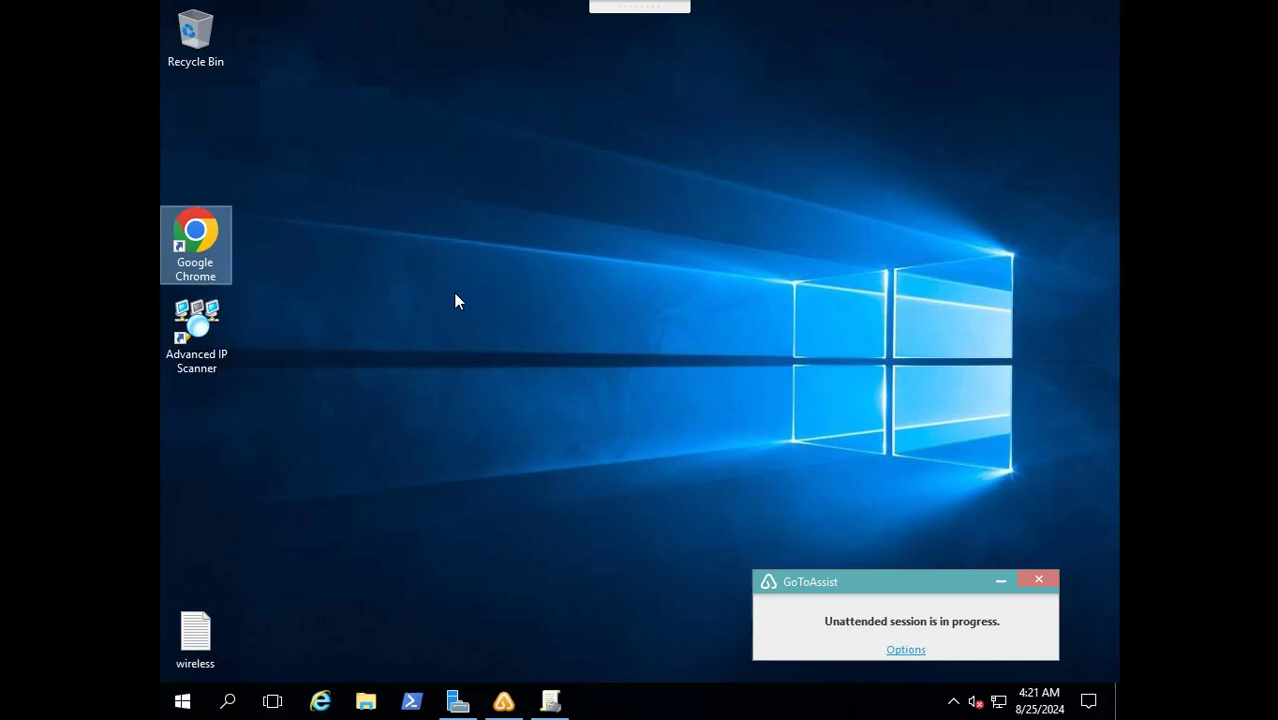 Recycle Bin
Google
Chrome
Advanced IP
Scanner
wireless
GoToAssist
Unattended session is in progress.
Options
4:21 AM
8/25/2024